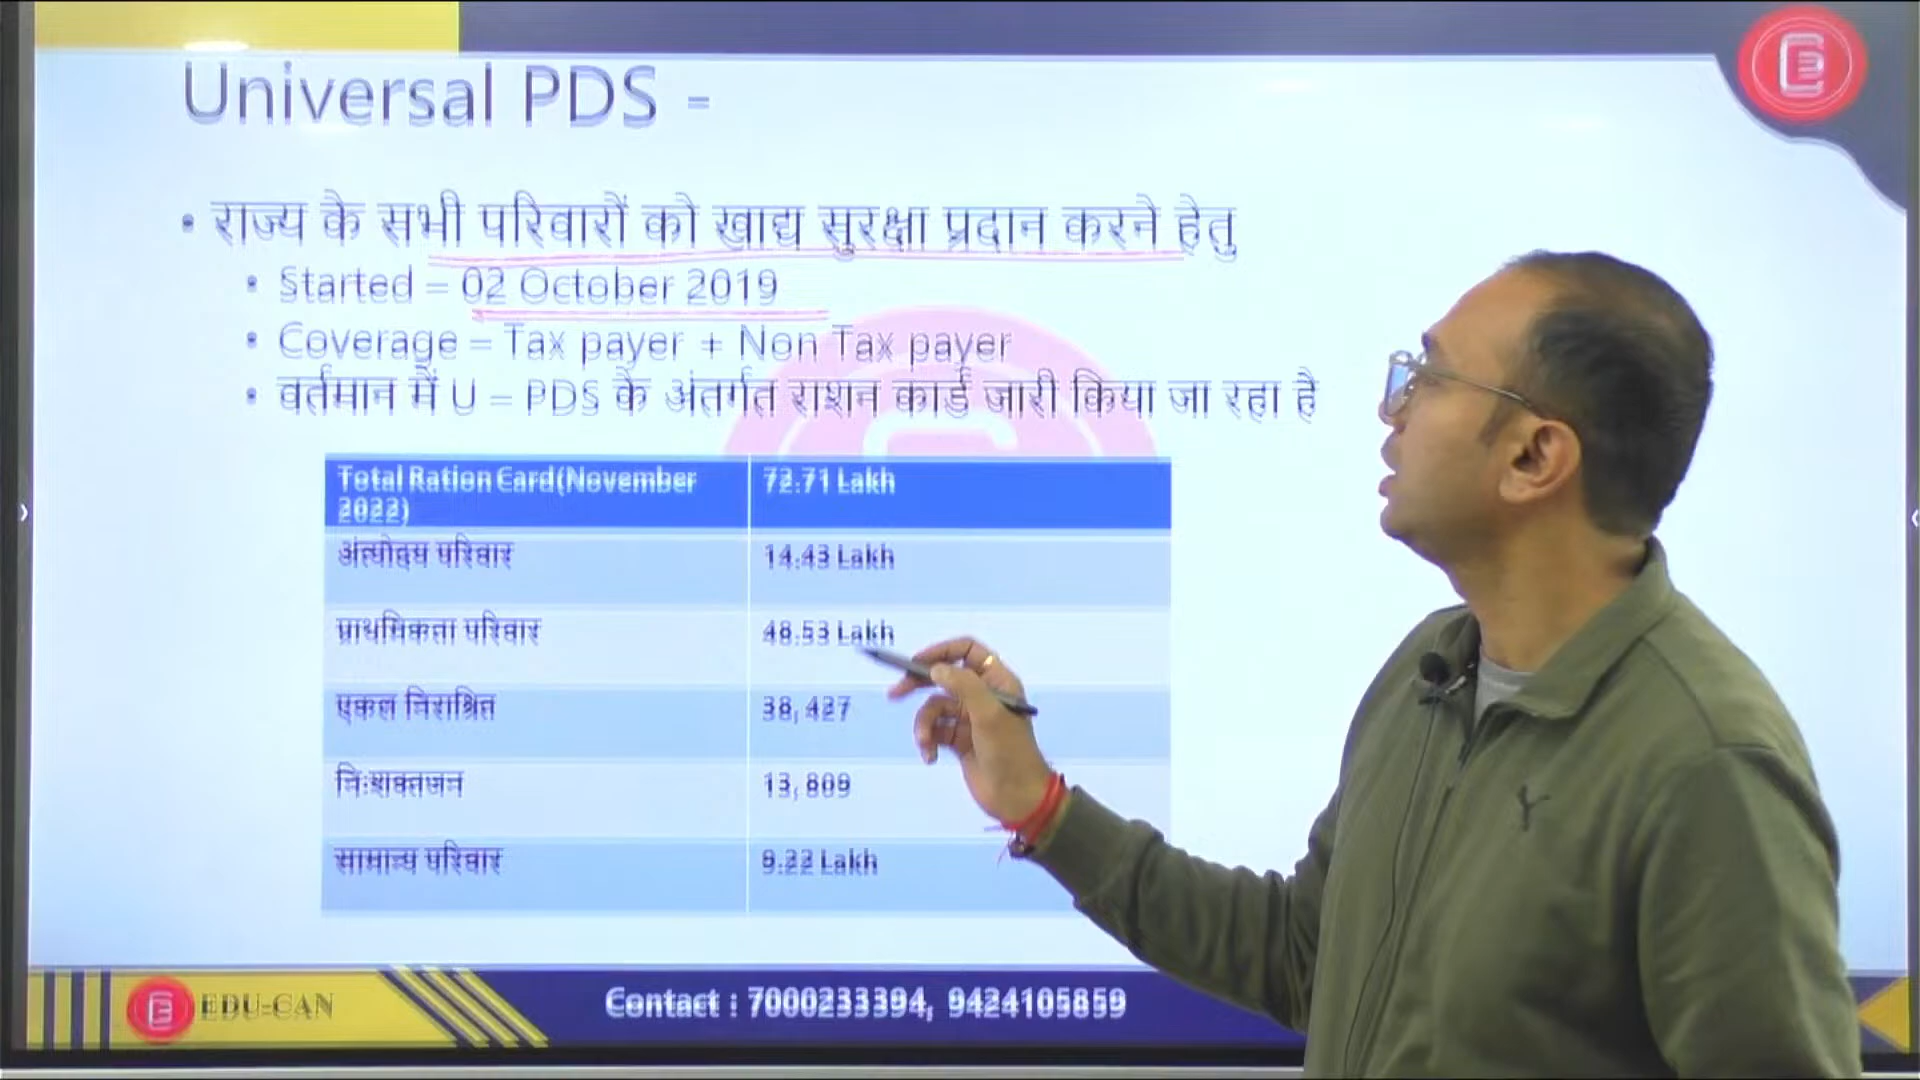 Universal PDS -
• राज्य के सभी परिवारों को खाद्य सुरक्षा प्रदान करने हेतु
• Started = 02 October 2019
• Coverage = Tax payer + Non Tax payer
• वर्तमान में U = PDS के अंतर्गत राशन कार्ड जारी किया जा रहा है
Total Ration Card(November 2022) 72.71 Lakh
अंत्योदय परिवार 14.43 Lakh
प्राथमिकता परिवार 48.53 Lakh
एकल निराश्रित 38,427
निःशक्तजन 13,809
सामान्य परिवार 9.22 Lakh
EDU-CAN
Contact : 7000233394, 9424105859